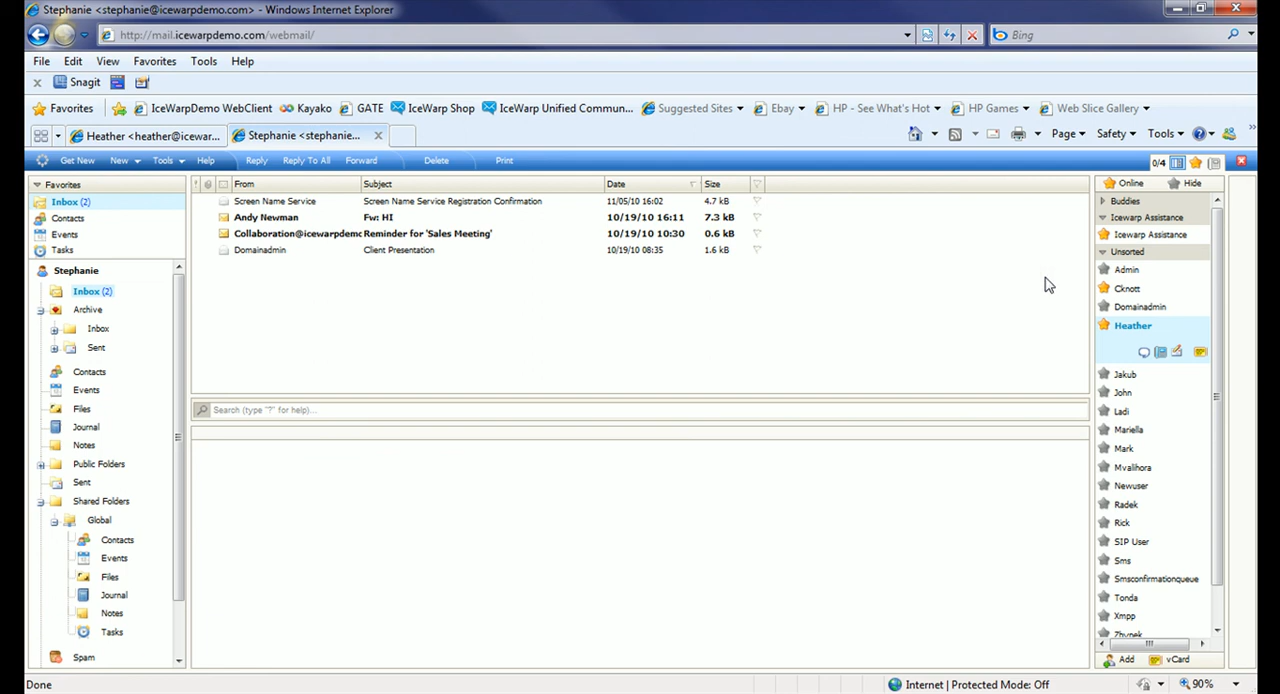 Stephanie <stephanie@icewarpdemo.com> - Windows Internet Explorer
http://mail.icewarpdemo.com/webmail/
Bing
File Edit View Favorites Tools Help
Snagit
Favorites IceWarpDemo WebClient Kayako GATE IceWarp Shop IceWarp Unified Commun... Suggested Sites Ebay HP - See What's Hot HP Games Web Slice Gallery
Heather <heather@icewar... Stephanie <stephanie... Page Safety Tools
Get New New Tools Help Reply Reply To All Forward Delete Print 0/4
Favorites
Inbox (2)
Contacts
Events
Tasks
Stephanie
Inbox (2)
Archive
Inbox
Sent
Contacts
Events
Files
Journal
Notes
Public Folders
Sent
Shared Folders
Global
Contacts
Events
Files
Journal
Notes
Tasks
Spam
From Subject Date Size
Screen Name Service Screen Name Service Registration Confirmation 11/05/10 16:02 4.7 kB
Andy Newman Fw: HI 10/19/10 16:11 7.3 kB
Collaboration@icewarpdemo Reminder for 'Sales Meeting' 10/19/10 10:30 0.6 kB
Domainadmin Client Presentation 10/19/10 08:35 1.6 kB
Search (type "?" for help)...
Online Hide
Buddies
Icewarp Assistance
Icewarp Assistance
Unsorted
Admin
Cknott
Domainadmin
Heather
Jakub
John
Ladi
Mariella
Mark
Mvalihora
Newuser
Radek
Rick
SIP User
Sms
Smsconfirmationqueue
Tonda
Xmpp
Zbynek
Add vCard
Done
Internet | Protected Mode: Off
90%